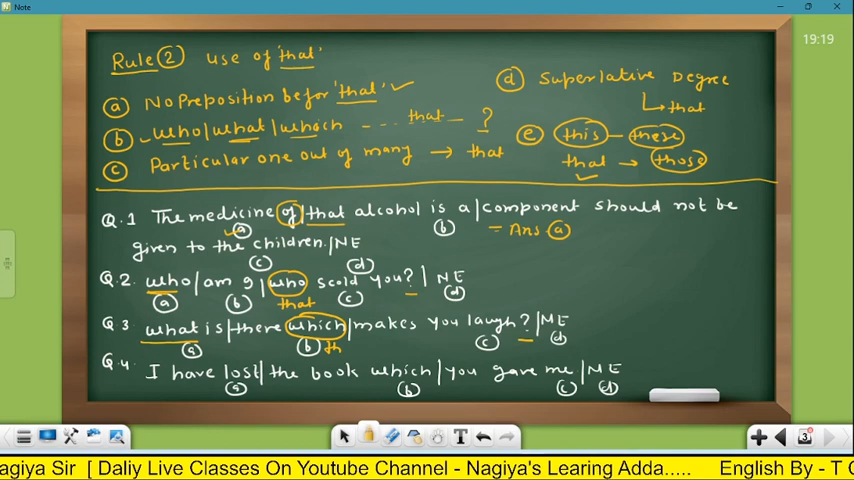 Note
19:19
Rule ② use of 'that'
ⓐ No Preposition befor 'that' ✓
ⓑ who/what/which ---- that --- ?
ⓒ Particular one out of many → that
ⓓ Superlative Degree
↳ that
ⓔ this — these
that → those
Q.1 The medicine of/that alcohol is a/component should not be
ⓐ ⓑ = Ans ⓐ
given to the children./NE
ⓒ ⓓ
Q.2. who/am I/who scold you?/NE
ⓐ ⓑ that ⓒ ⓓ
Q.3 what is/there which/makes you laugh?/NE
ⓐ ⓑ th ⓒ ⓓ
Q.4. I have lost/the book which/you gave me/NE
ⓐ ⓑ ⓒ ⓓ
3
agiya Sir [ Daliy Live Classes On Youtube Channel - Nagiya's Learing Adda..... English By - T